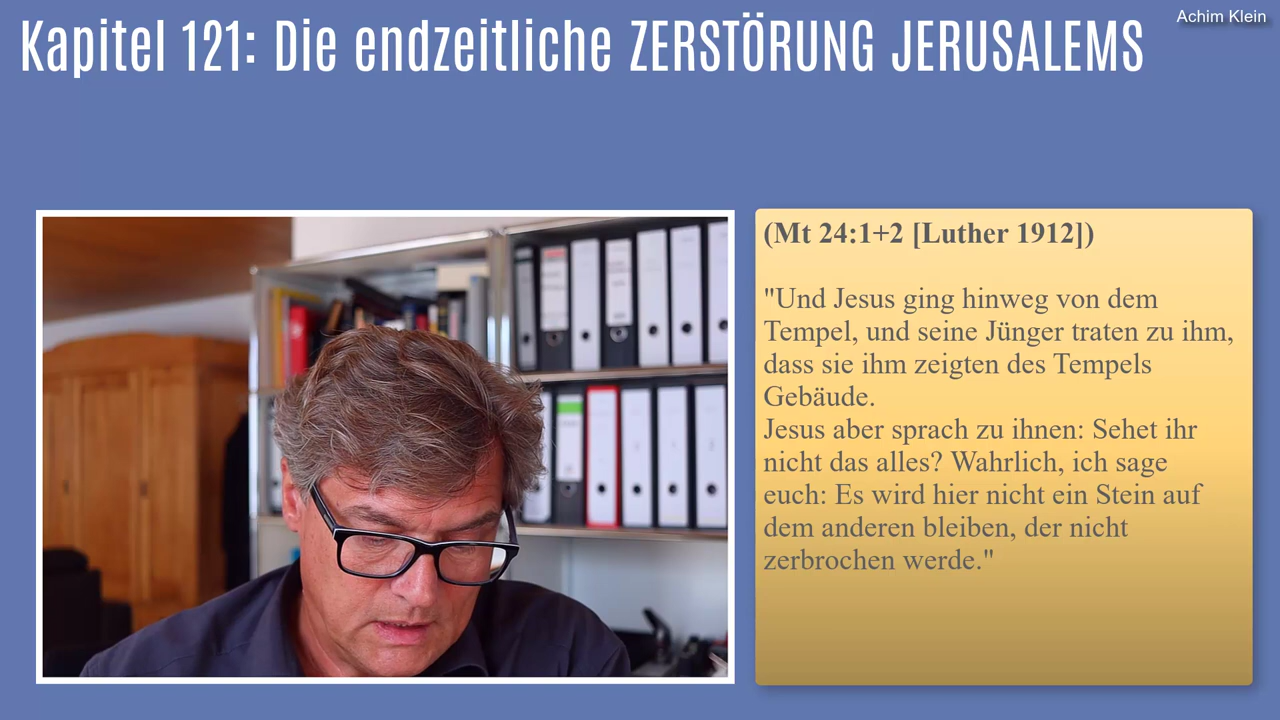 Kapitel 121: Die endzeitliche ZERSTÖRUNG JERUSALEMS
Achim Klein
(Mt 24:1+2 [Luther 1912])
"Und Jesus ging hinweg von dem
Tempel, und seine Jünger traten zu ihm,
dass sie ihm zeigten des Tempels
Gebäude.
Jesus aber sprach zu ihnen: Sehet ihr
nicht das alles? Wahrlich, ich sage
euch: Es wird hier nicht ein Stein auf
dem anderen bleiben, der nicht
zerbrochen werde."